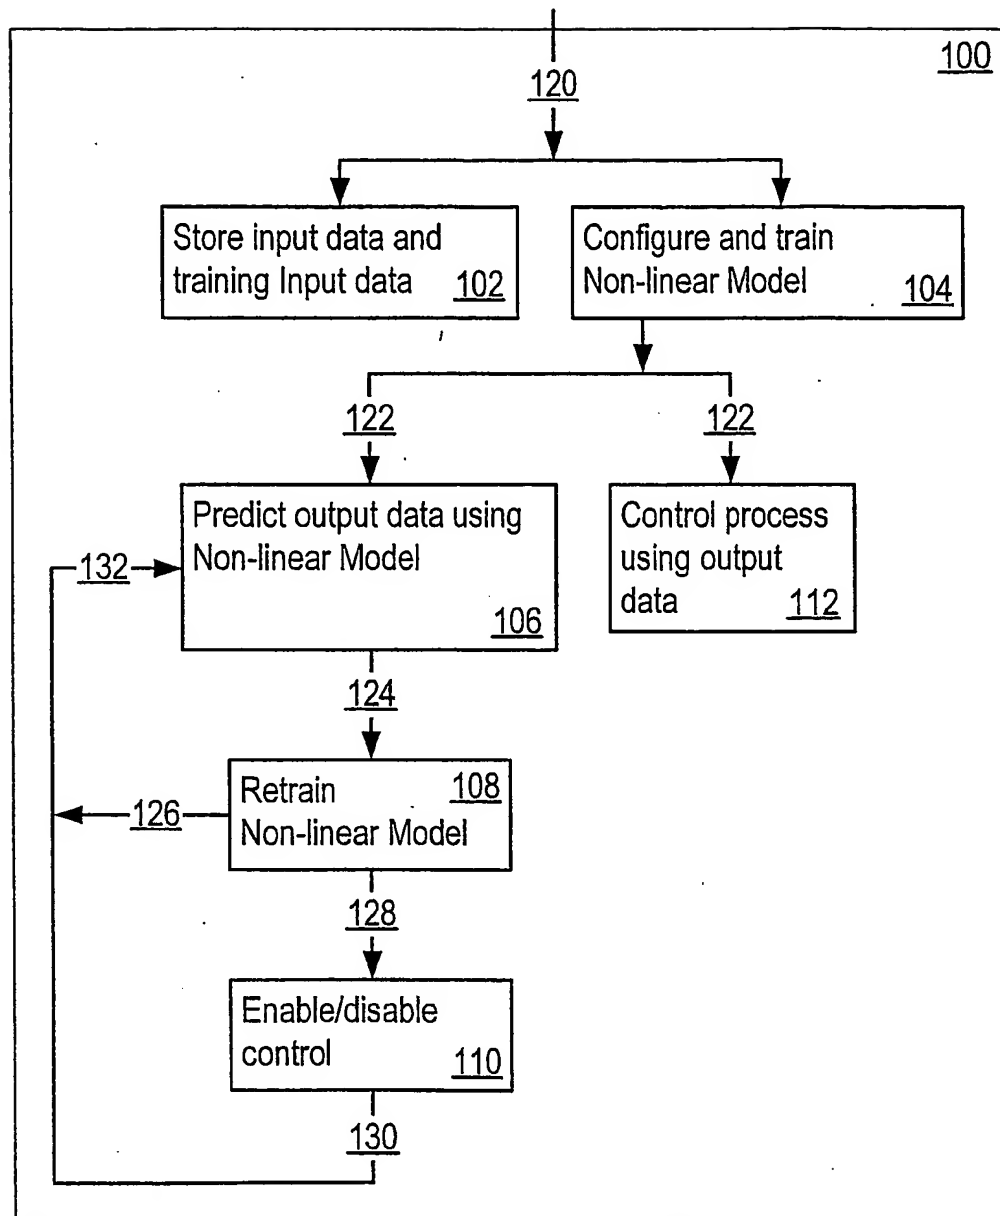 100
120
Store input data and
training Input data 102
Configure and train
Non-linear Model
104
122
122
Predict output data using
Non-linear Model
106
Control process
using output
data 112
132
124
Retrain 108
Non-linear Model
126
128
Enable/disable
control 110
130